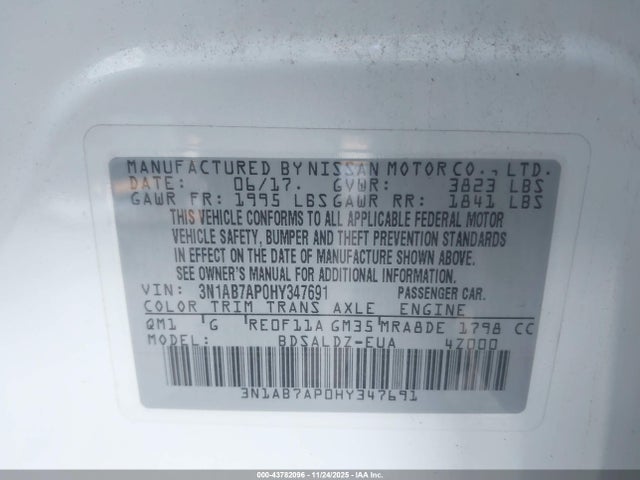 MANUFACTURED BY NISSAN MOTOR CO., LTD.
DATE: 06/17. GVWR: 3823 LBS
GAWR FR: 1995 LBS GAWR RR: 1841 LBS
THIS VEHICLE CONFORMS TO ALL APPLICABLE FEDERAL MOTOR
VEHICLE SAFETY, BUMPER AND THEFT PREVENTION STANDARDS
IN EFFECT ON THE DATE OF MANUFACTURE SHOWN ABOVE.
SEE OWNER'S MANUAL FOR ADDITIONAL INFORMATION.
VIN: 3N1AB7AP0HY347691 PASSENGER CAR.
COLOR TRIM TRANS AXLE ENGINE
QM1 G RE0F11A GM35 MRA8DE 1798 CC
MODEL: BDSALDZ-EUA 4Z000
3N1AB7AP0HY347691
000-43782096 - 11/24/2025 - IAA Inc.